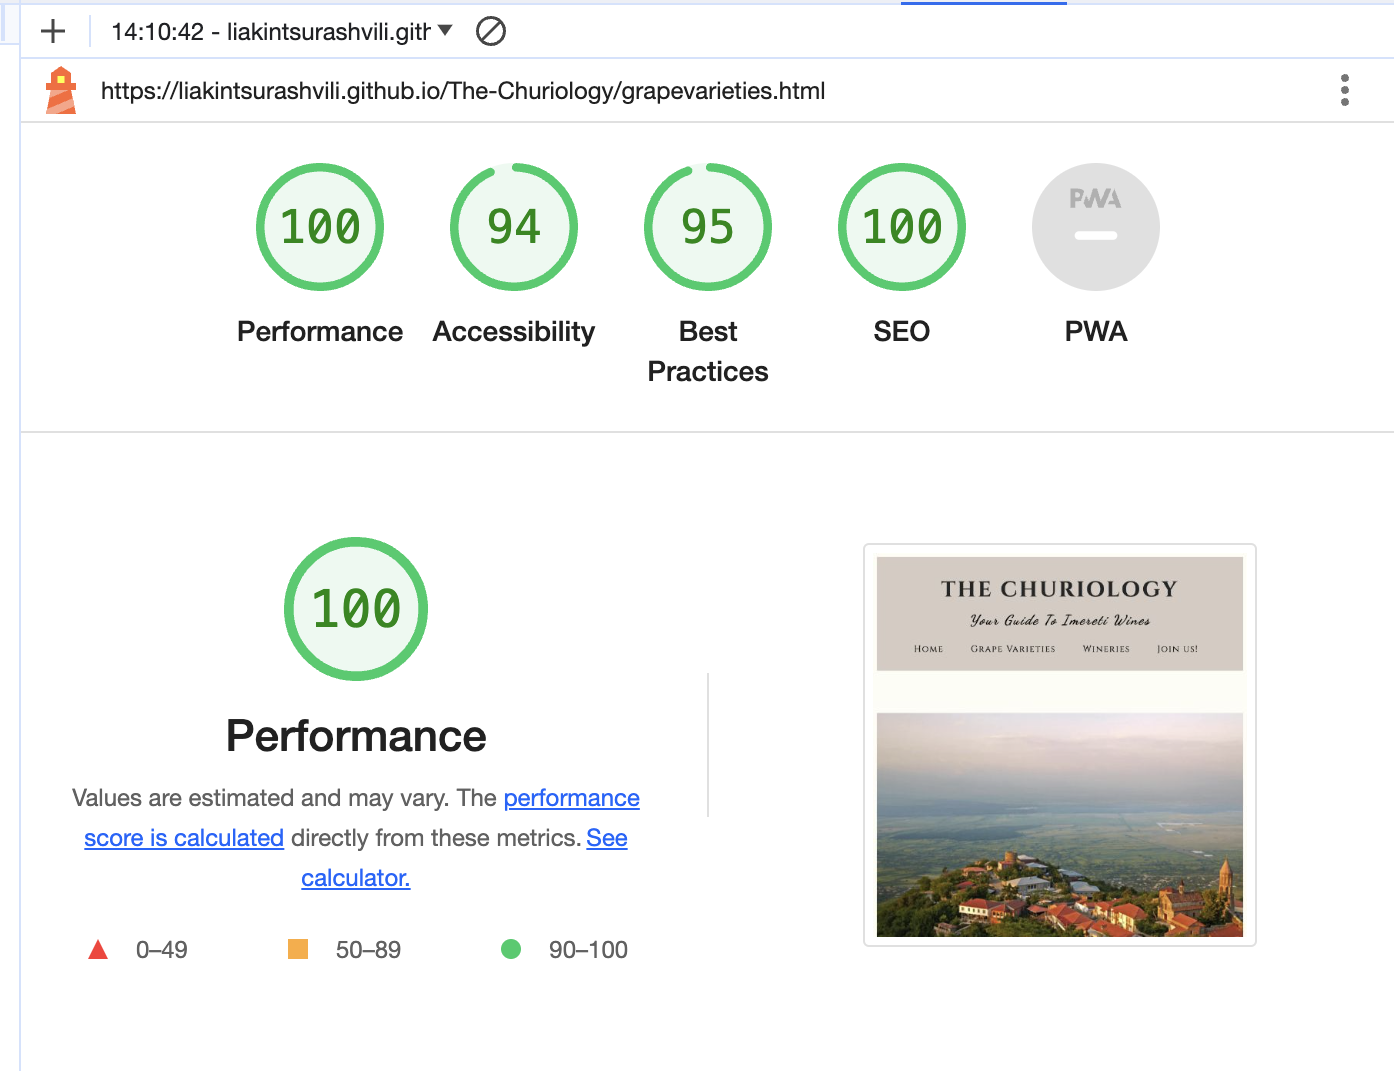 14:10:42 - liakintsurashvili.gith
https://liakintsurashvili.github.io/The-Churiology/grapevarieties.html
100
94
95
100
PWA
Performance
Accessibility
Best
Practices
SEO
PWA
100
Performance
Values are estimated and may vary. The performance
score is calculated directly from these metrics. See
calculator.
0–49
50–89
90–100
THE CHURIOLOGY
Your Guide To Imereti Wines
HOME GRAPE VARIETIES WINERIES JOIN US!